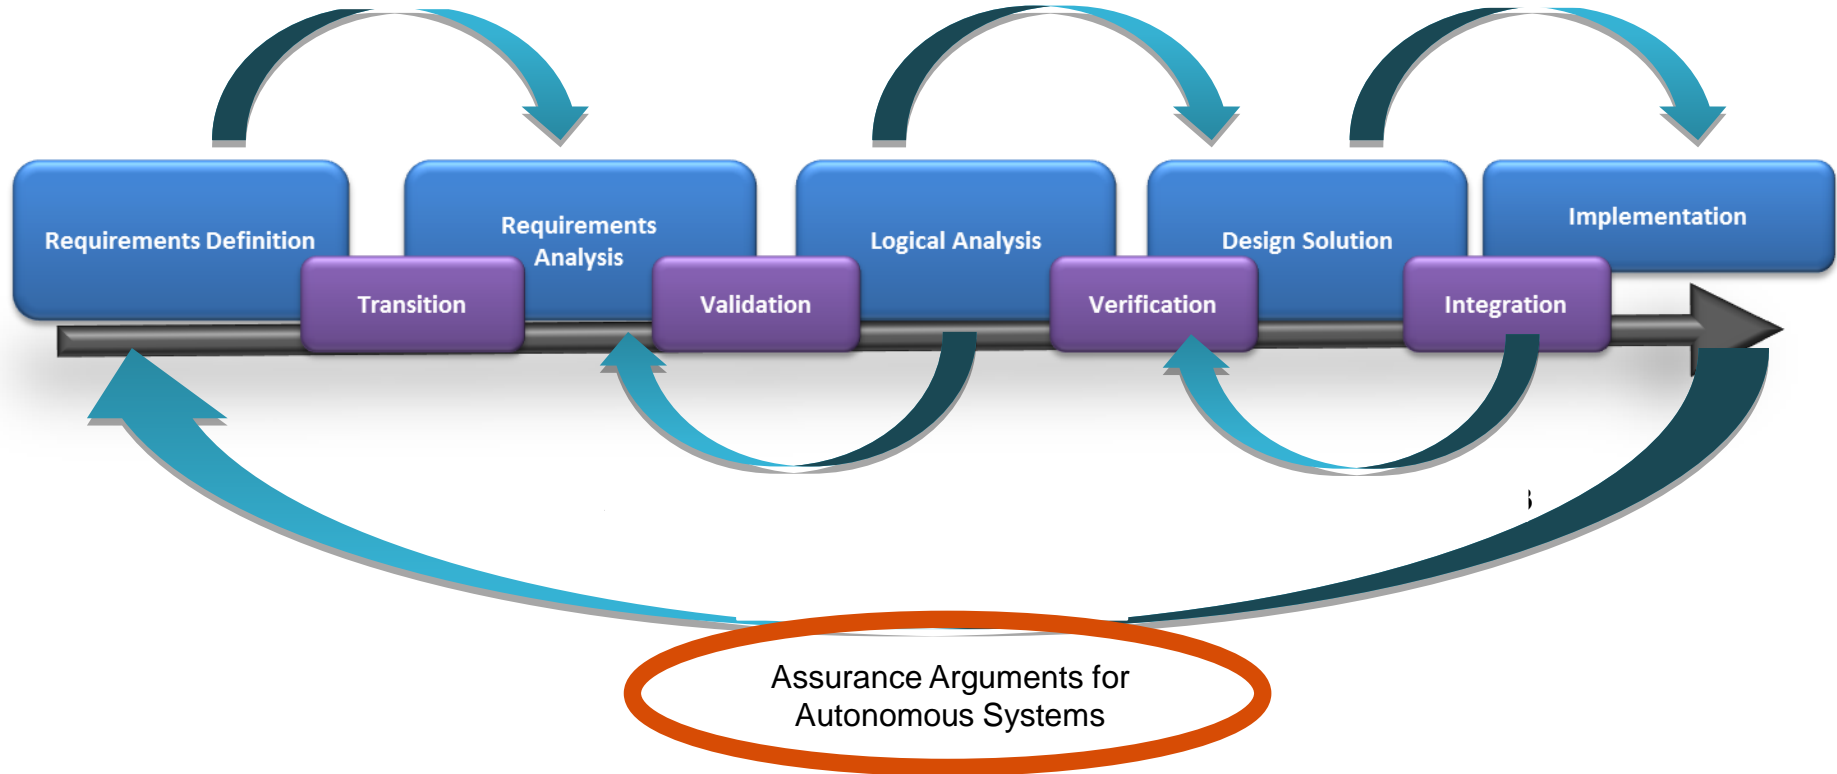 Requirements Definition
Requirements
Analysis
Logical Analysis
Design Solution
Implementation
Transition
Validation
Verification
Integration
Assurance Arguments for
Autonomous Systems